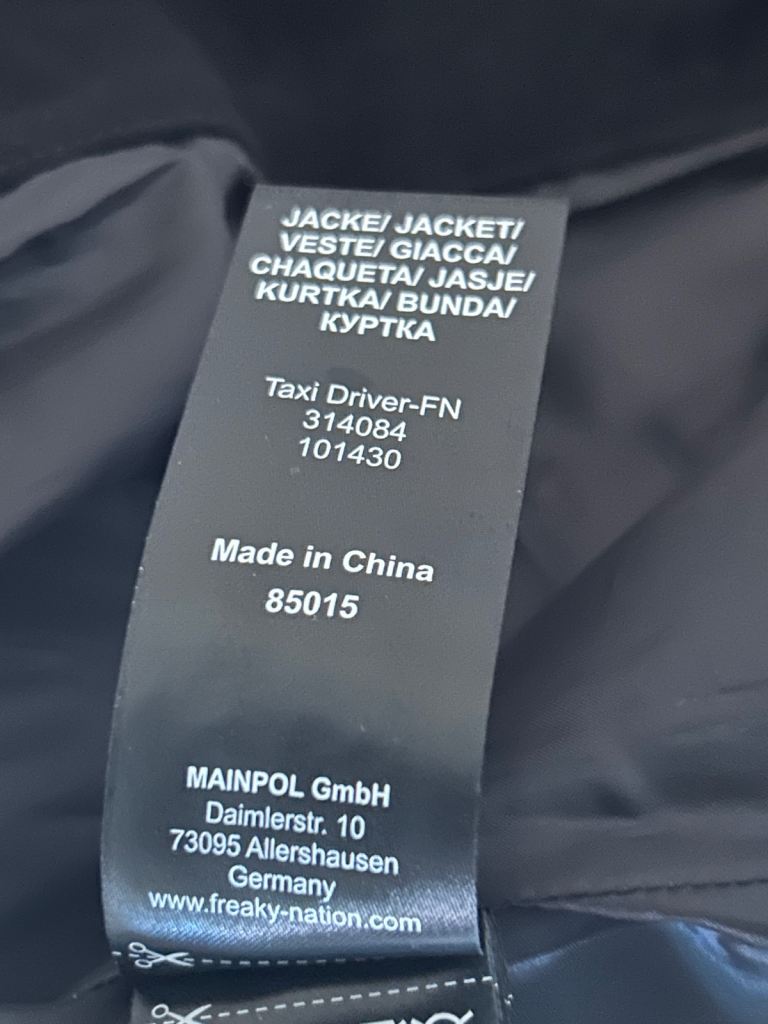 JACKE/ JACKET/
VESTE/ GIACCA/
CHAQUETA/ JASJE/
KURTKA/ BUNDA/
КУРТКА
Taxi Driver-FN
314084
101430
Made in China
85015
MAINPOL GmbH
Daimlerstr. 10
73095 Allershausen
Germany
www.freaky-nation.com